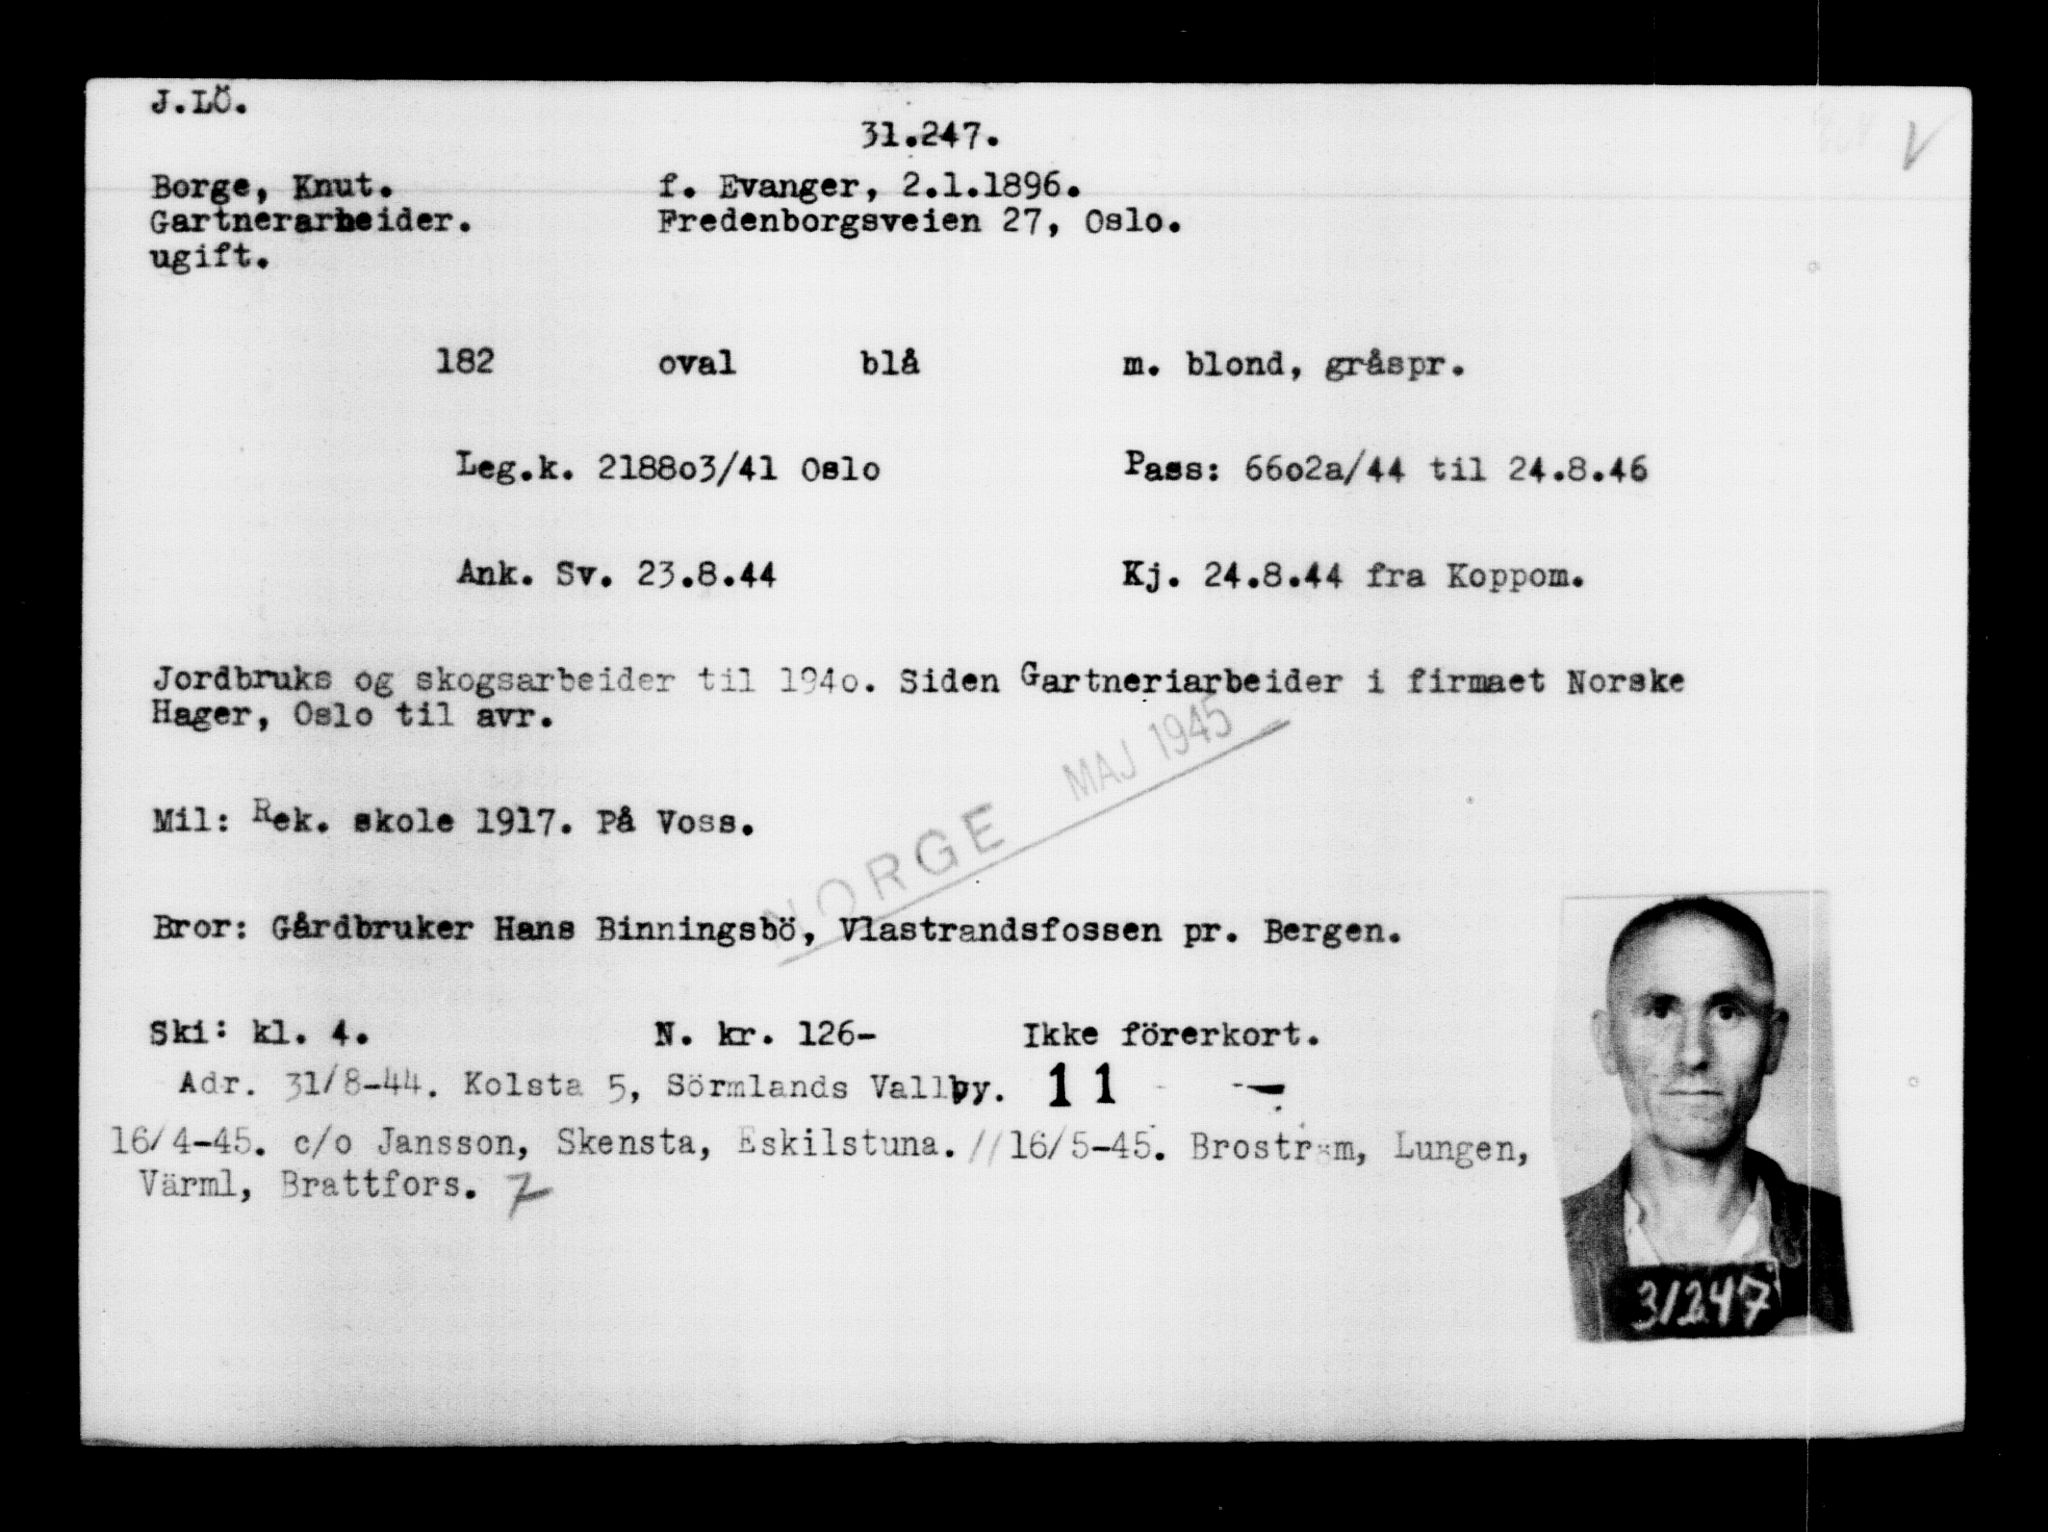 J.LÖ.
31.247.
Borge, Knut. f. Evanger, 2.1.1896.
Gartnerarbeider. Fredenborgsveien 27, Oslo.
ugift.
182 oval blå m. blond, gråspr.
Leg.k. 2188o3/41 Oslo Pass: 66o2a/44 til 24.8.46
Ank. Sv. 23.8.44 Kj. 24.8.44 fra Koppom.
Jordbruks og skogsarbeider til 194o. Siden Gartneriarbeider i firmaet Norske
Hager, Oslo til avr.
MAJ 1945
Mil: Rek. skole 1917. På Voss.
NORGE
Bror: Gårdbruker Hans Binningsbö, Vlastrandsfossen pr. Bergen.
Ski: kl. 4. N. kr. 126- Ikke förerkort.
Adr. 31/8-44. Kolsta 5, Sörmlands Vallby. 11 -
16/4-45. c/o Jansson, Skensta, Eskilstuna. // 16/5-45. Broström, Lungen,
Värml, Brattfors. 7
31247